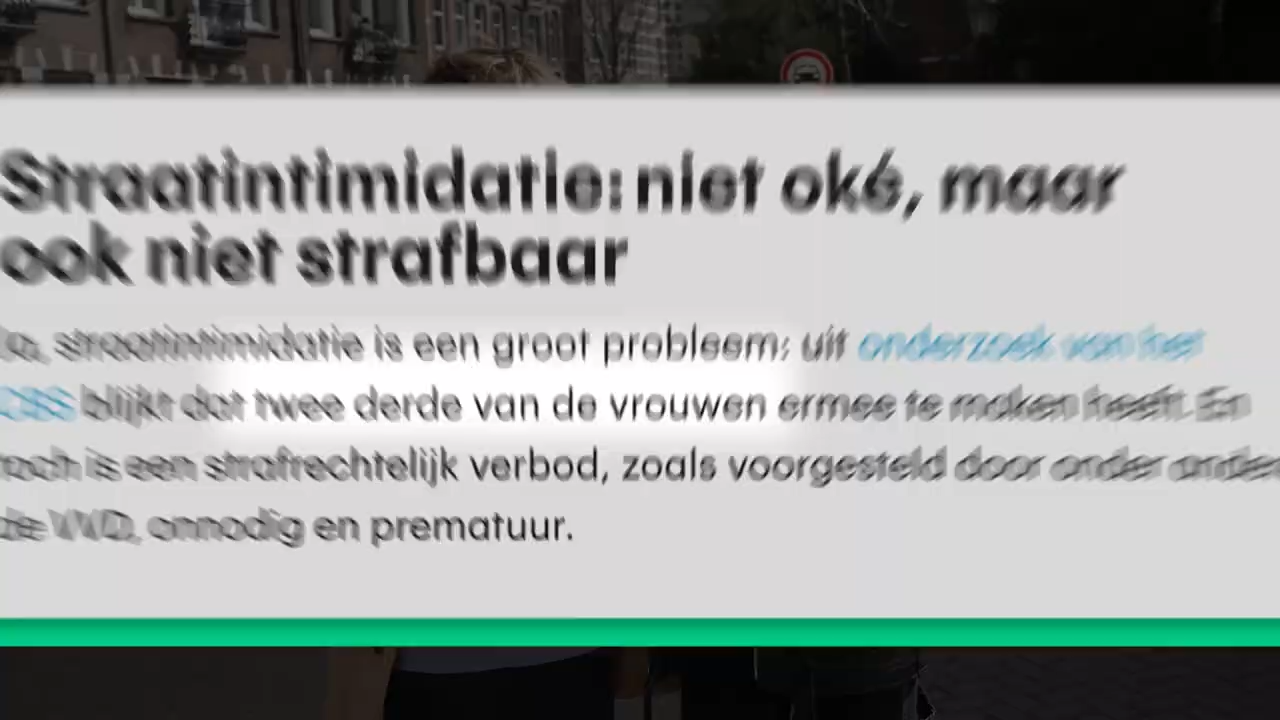 Straatintimidatie: niet oké, maar
ook niet strafbaar
Ja, straatintimidatie is een groot probleem: uit onderzoek van het
CBS blijkt dat twee derde van de vrouwen ermee te maken heeft. En
toch is een strafrechtelijk verbod, zoals voorgesteld door onder andere
de VVD, onnodig en prematuur.